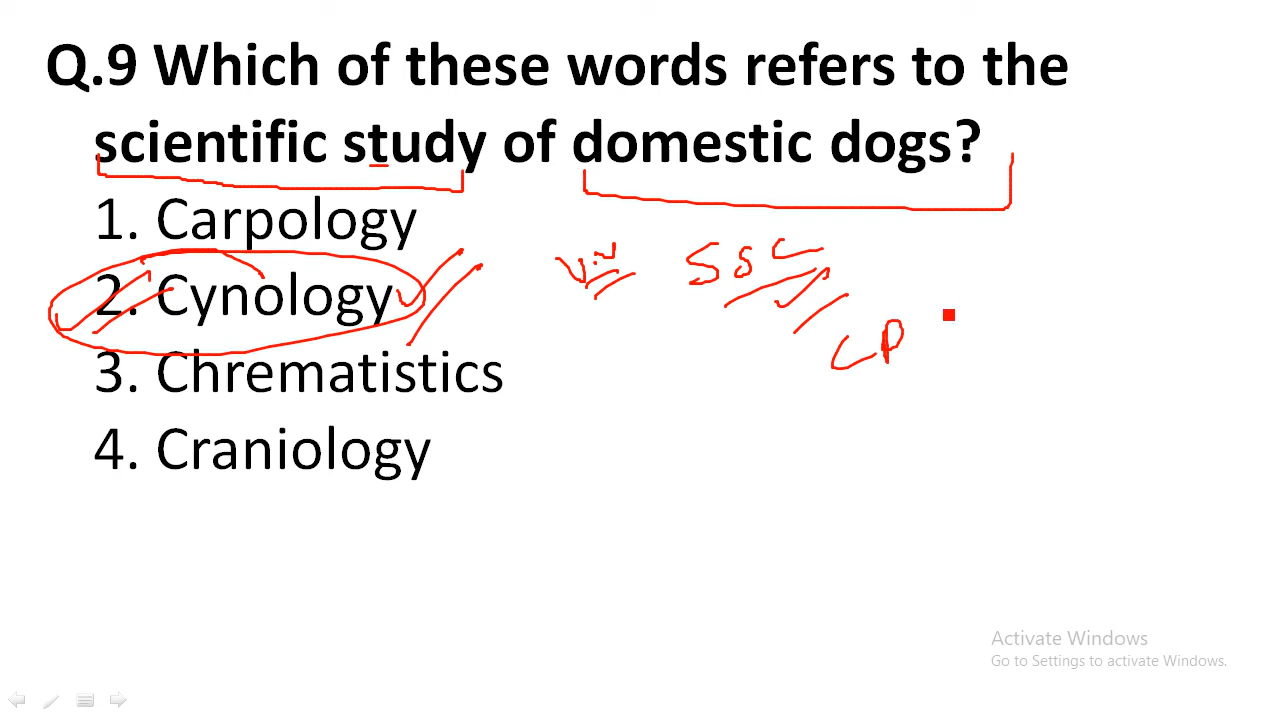 Q.9 Which of these words refers to the
scientific study of domestic dogs?
1. Carpology
2. Cynology
3. Chrematistics
4. Craniology
SSC
CP
Activate Windows
Go to Settings to activate Windows.